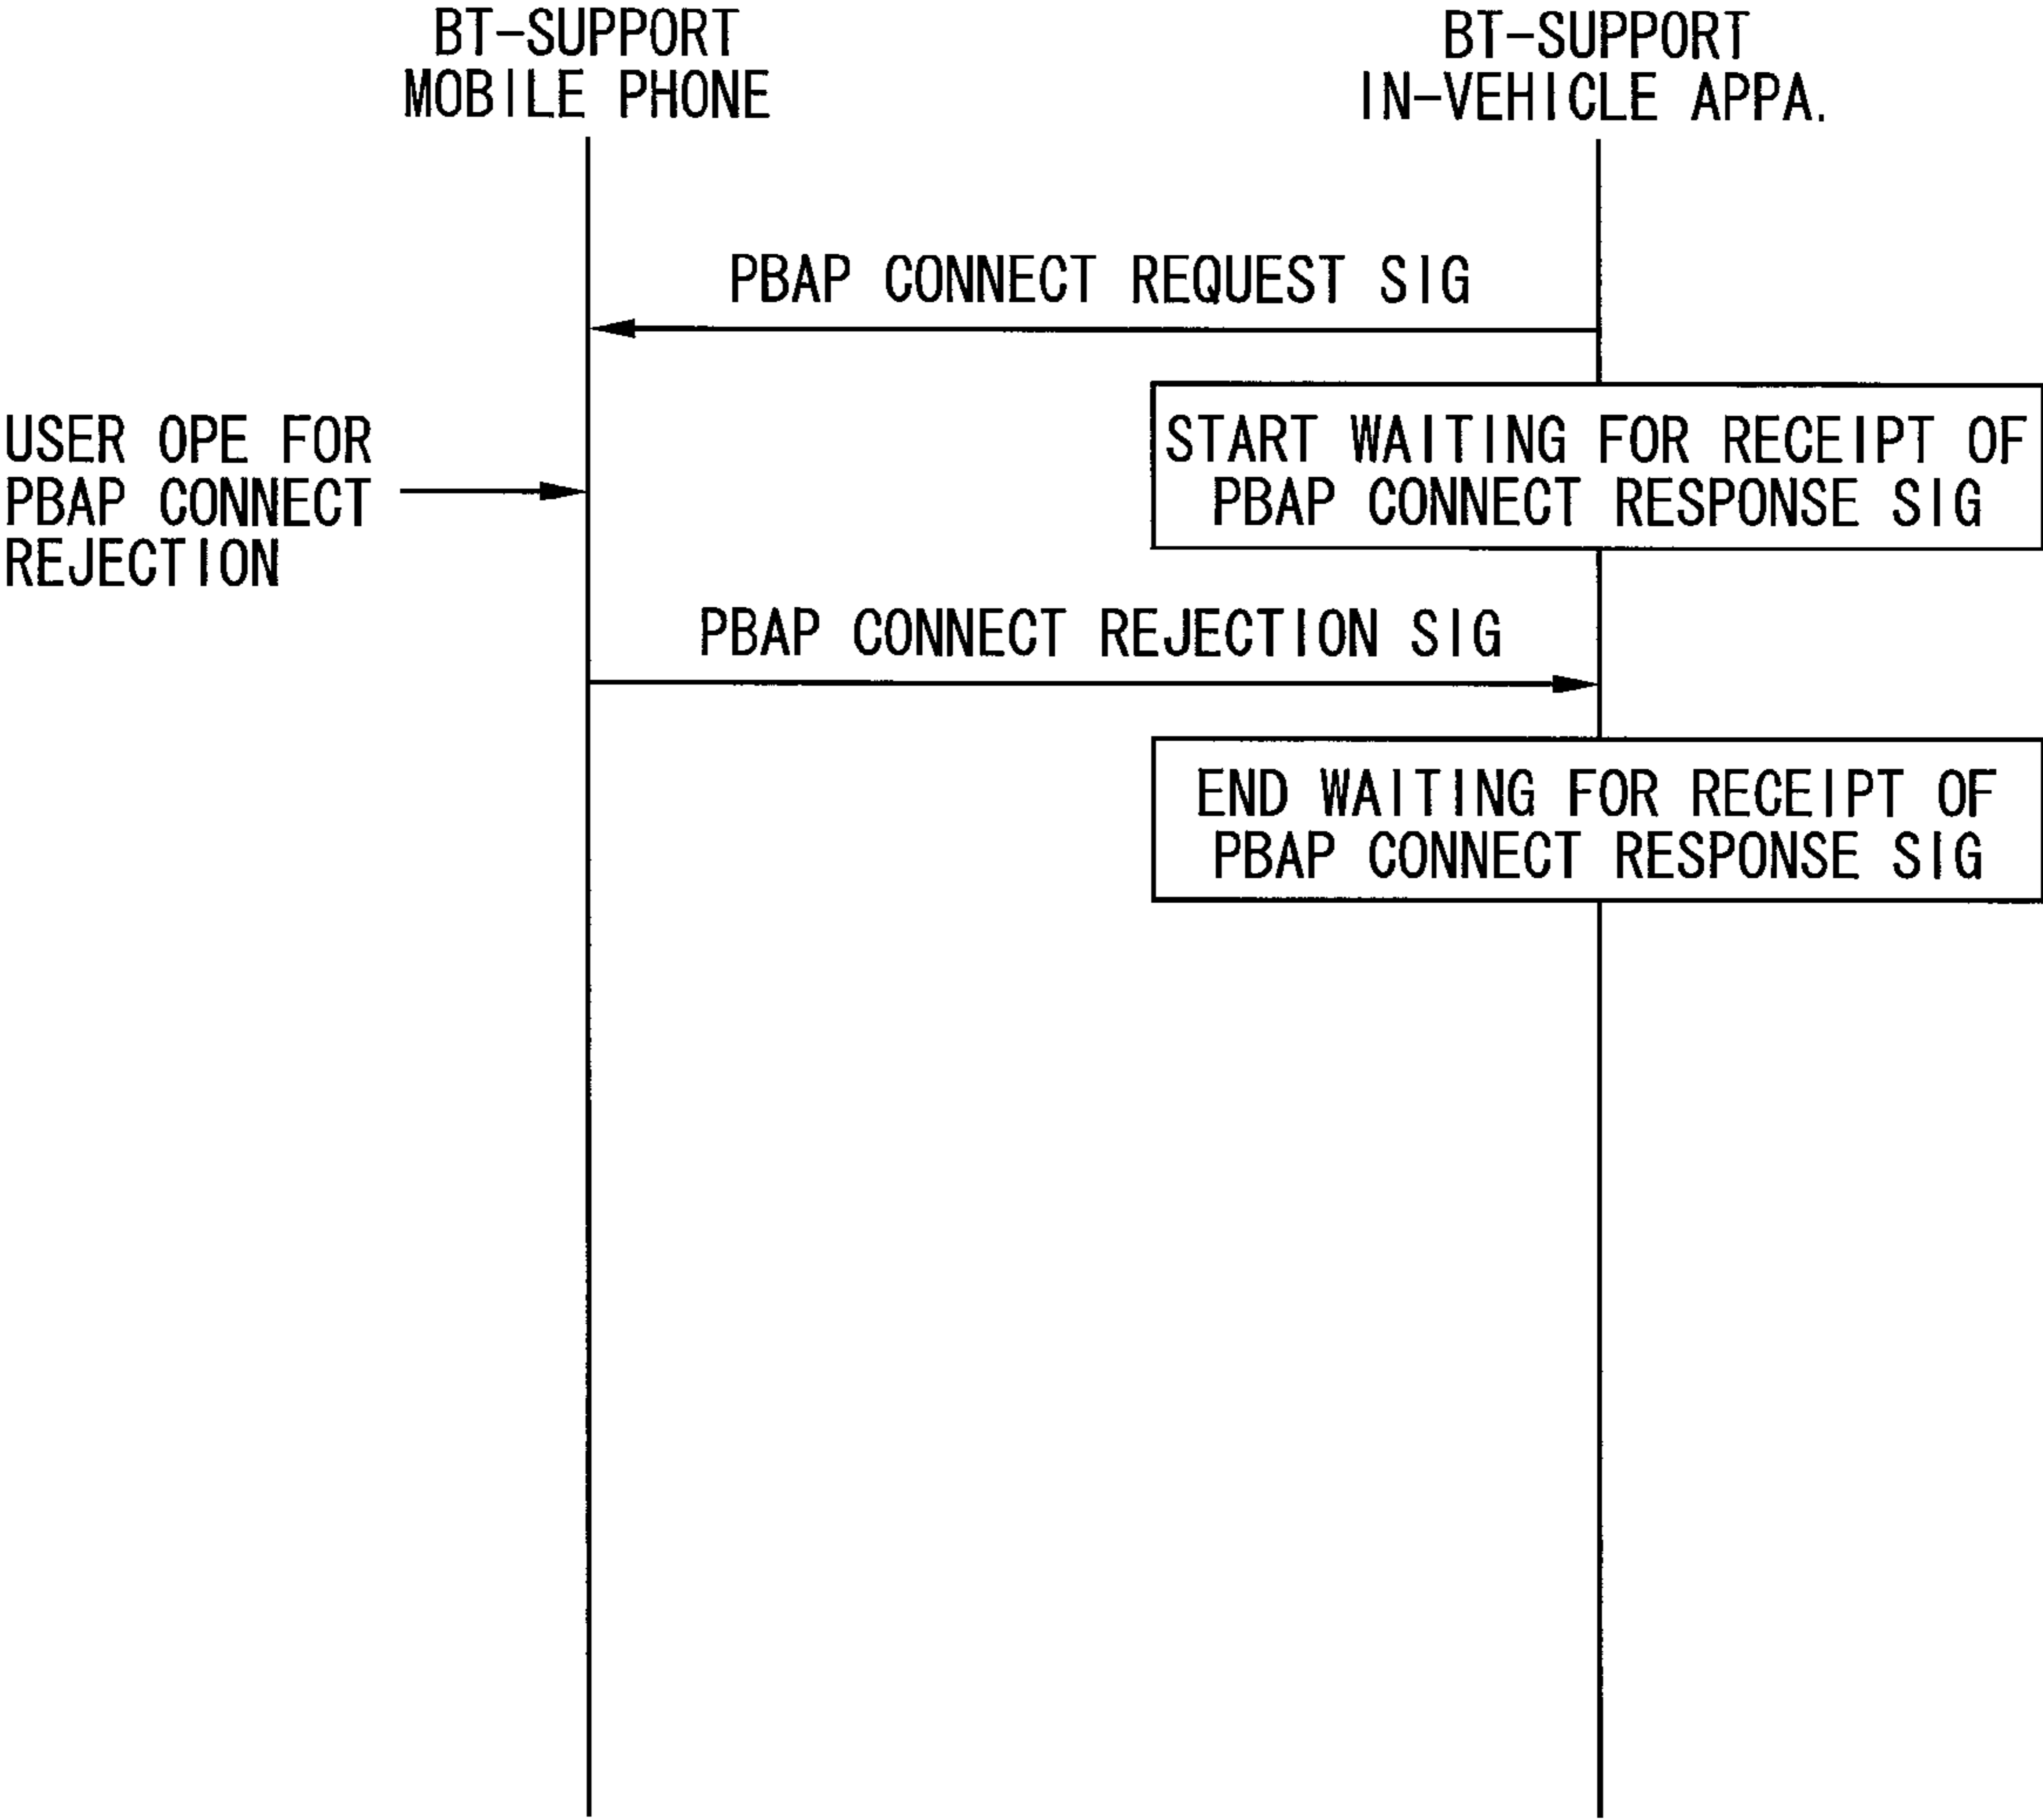 BT-SUPPORT
MOBILE PHONE
BT-SUPPORT
IN-VEHICLE APPA.
PBAP CONNECT REQUEST SIG
START WAITING FOR RECEIPT OF
PBAP CONNECT RESPONSE SIG
USER OPE FOR
PBAP CONNECT
REJECTION
PBAP CONNECT REJECTION SIG
END WAITING FOR RECEIPT OF
PBAP CONNECT RESPONSE SIG